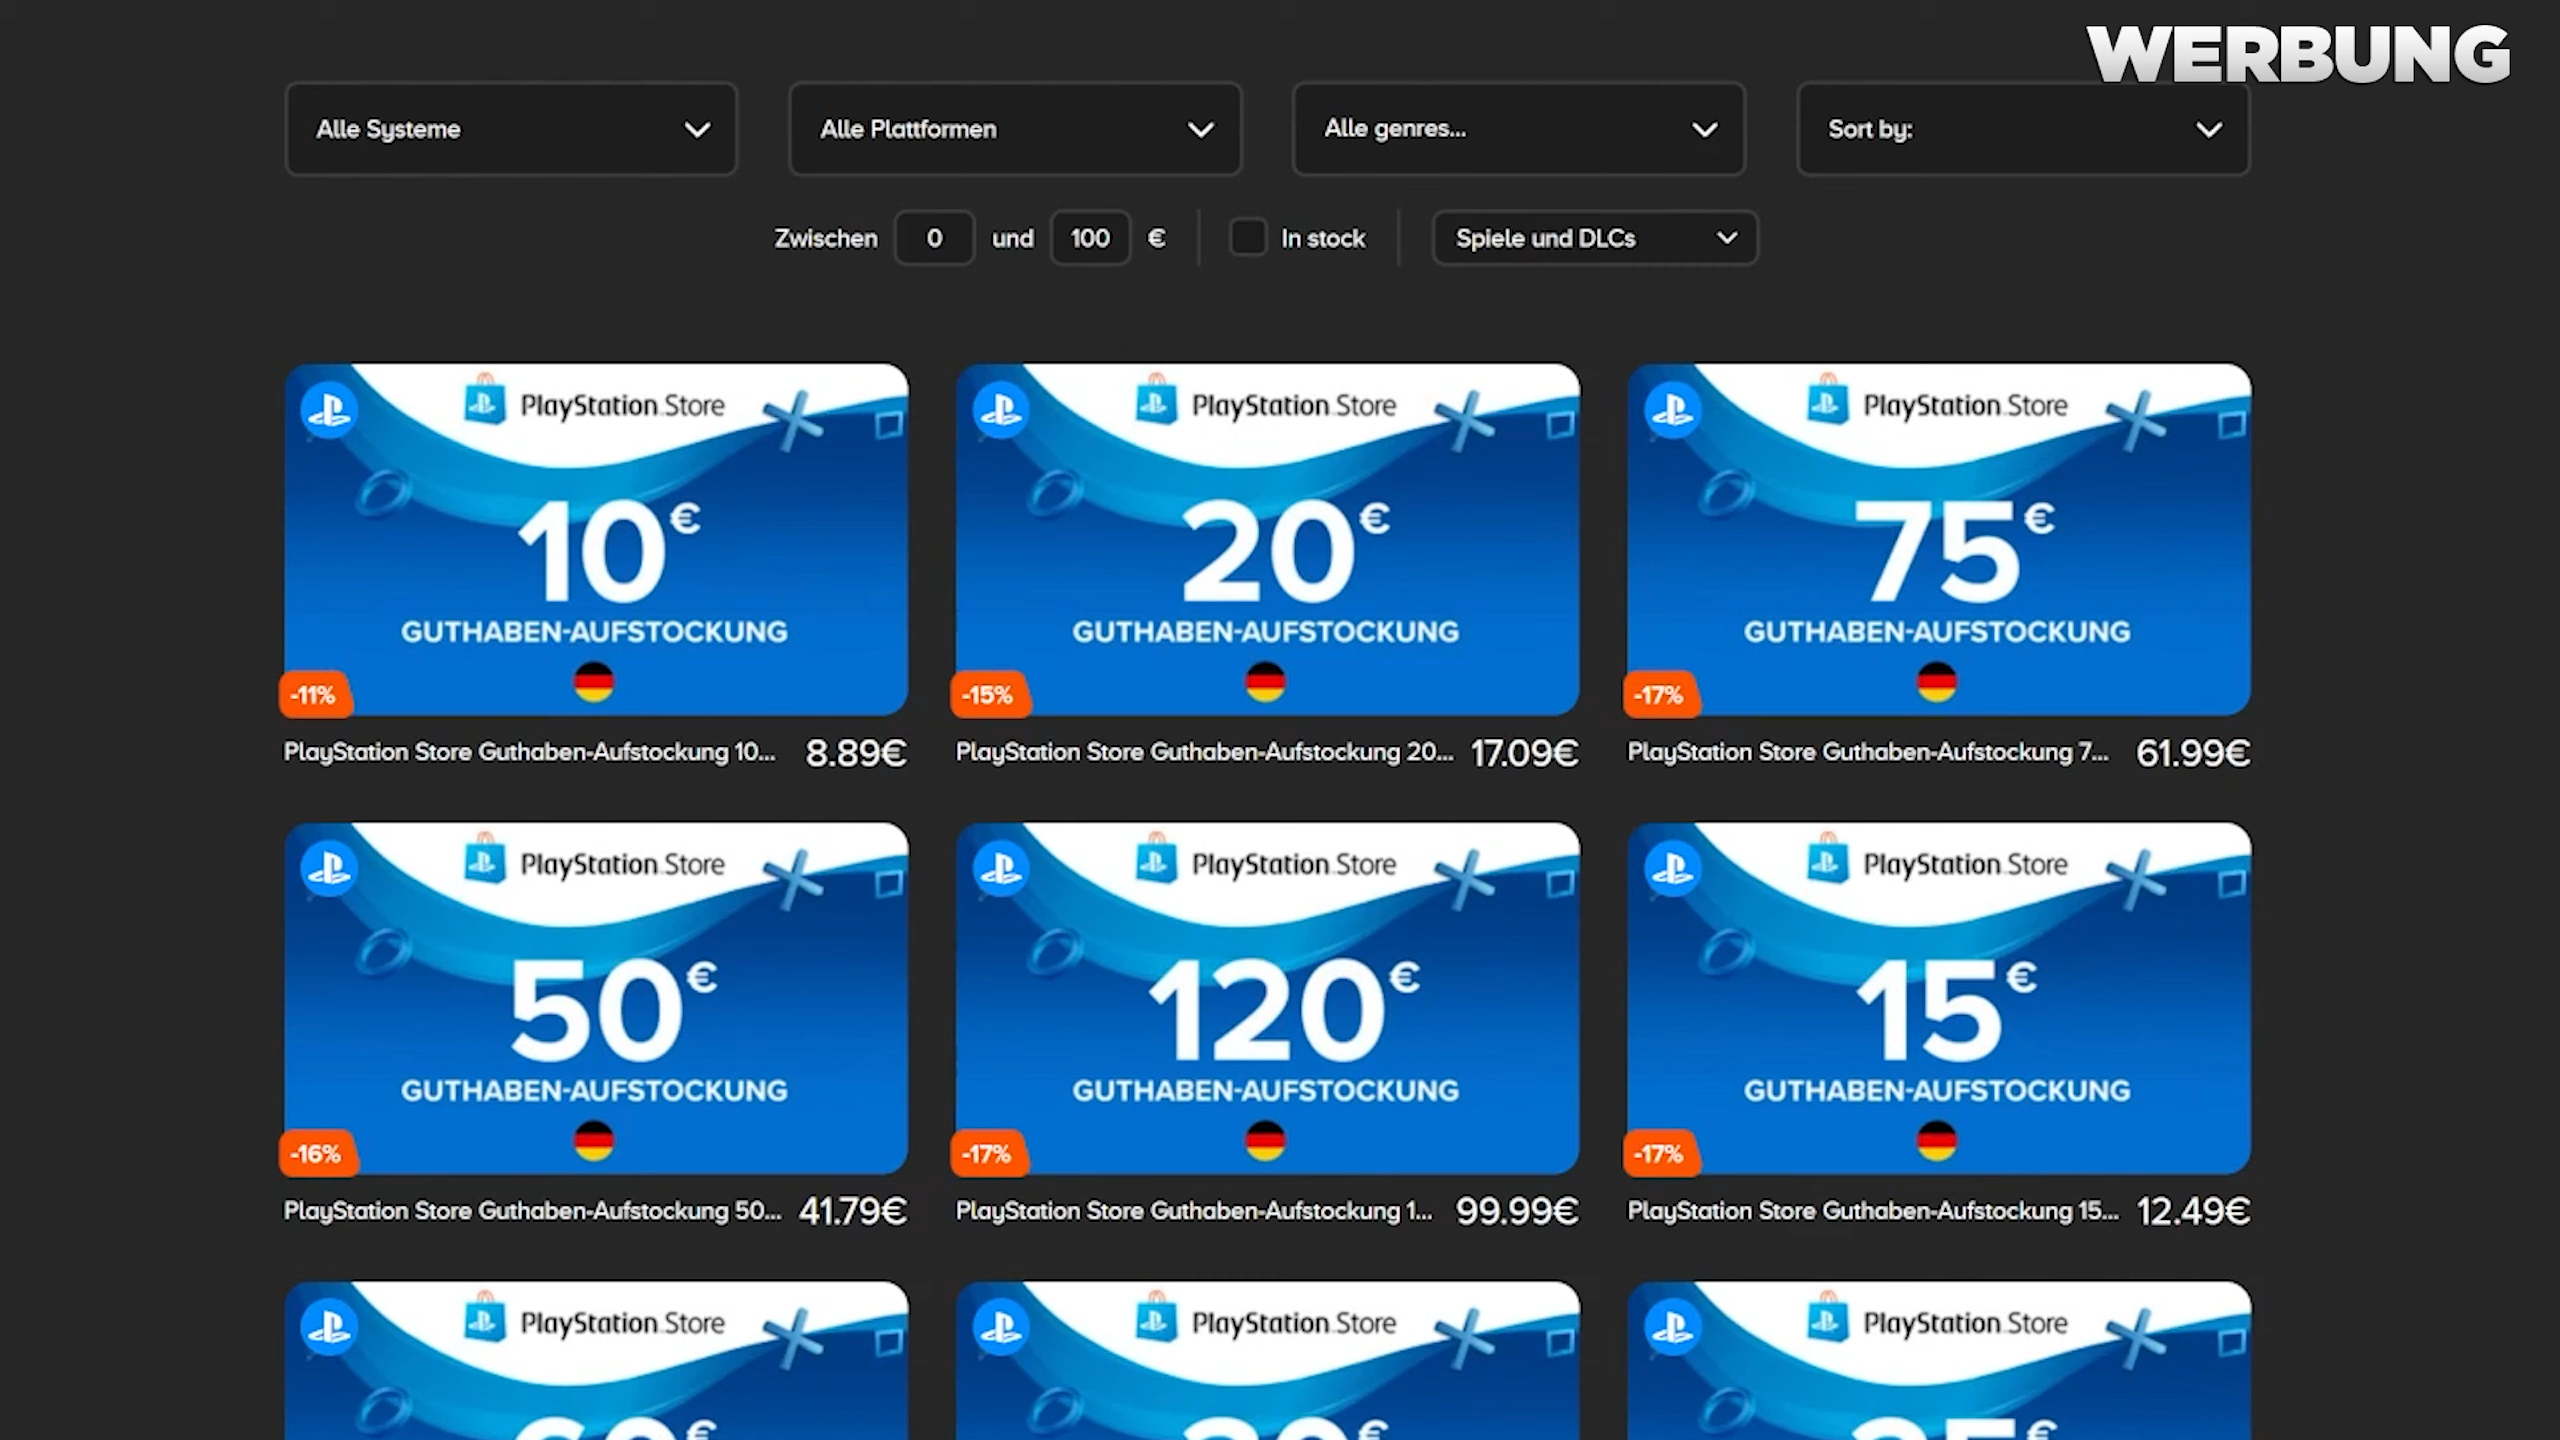 WERBUNG
Alle Systeme
Alle Plattformen
Alle genres...
Sort by:
Zwischen 0 und 100 €
In stock
Spiele und DLCs
PlayStation Store
10€
GUTHABEN-AUFSTOCKUNG
-11%
PlayStation Store Guthaben-Aufstockung 10... 8.89€
PlayStation Store
20€
GUTHABEN-AUFSTOCKUNG
-15%
PlayStation Store Guthaben-Aufstockung 20... 17.09€
PlayStation Store
75€
GUTHABEN-AUFSTOCKUNG
-17%
PlayStation Store Guthaben-Aufstockung 7... 61.99€
PlayStation Store
50€
GUTHABEN-AUFSTOCKUNG
-16%
PlayStation Store Guthaben-Aufstockung 50... 41.79€
PlayStation Store
120€
GUTHABEN-AUFSTOCKUNG
-17%
PlayStation Store Guthaben-Aufstockung 1... 99.99€
PlayStation Store
15€
GUTHABEN-AUFSTOCKUNG
-17%
PlayStation Store Guthaben-Aufstockung 15... 12.49€
PlayStation Store
PlayStation Store
PlayStation Store